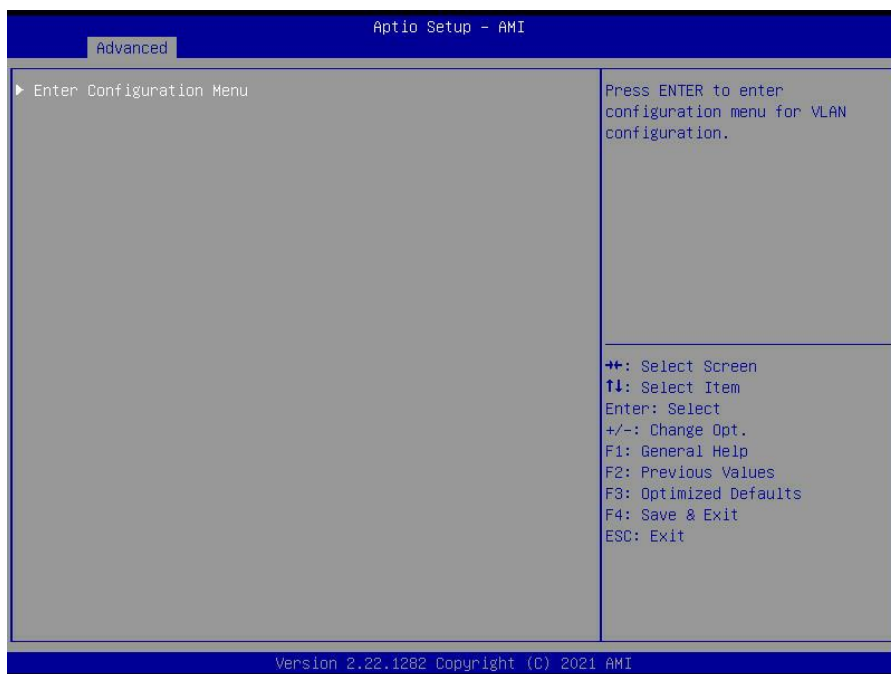 Aptio Setup – AMI
Advanced
▶ Enter Configuration Menu
Press ENTER to enter
configuration menu for VLAN
configuration.
→←: Select Screen
↑↓: Select Item
Enter: Select
+/-: Change Opt.
F1: General Help
F2: Previous Values
F3: Optimized Defaults
F4: Save & Exit
ESC: Exit
Version 2.22.1282 Copyright (C) 2021 AMI